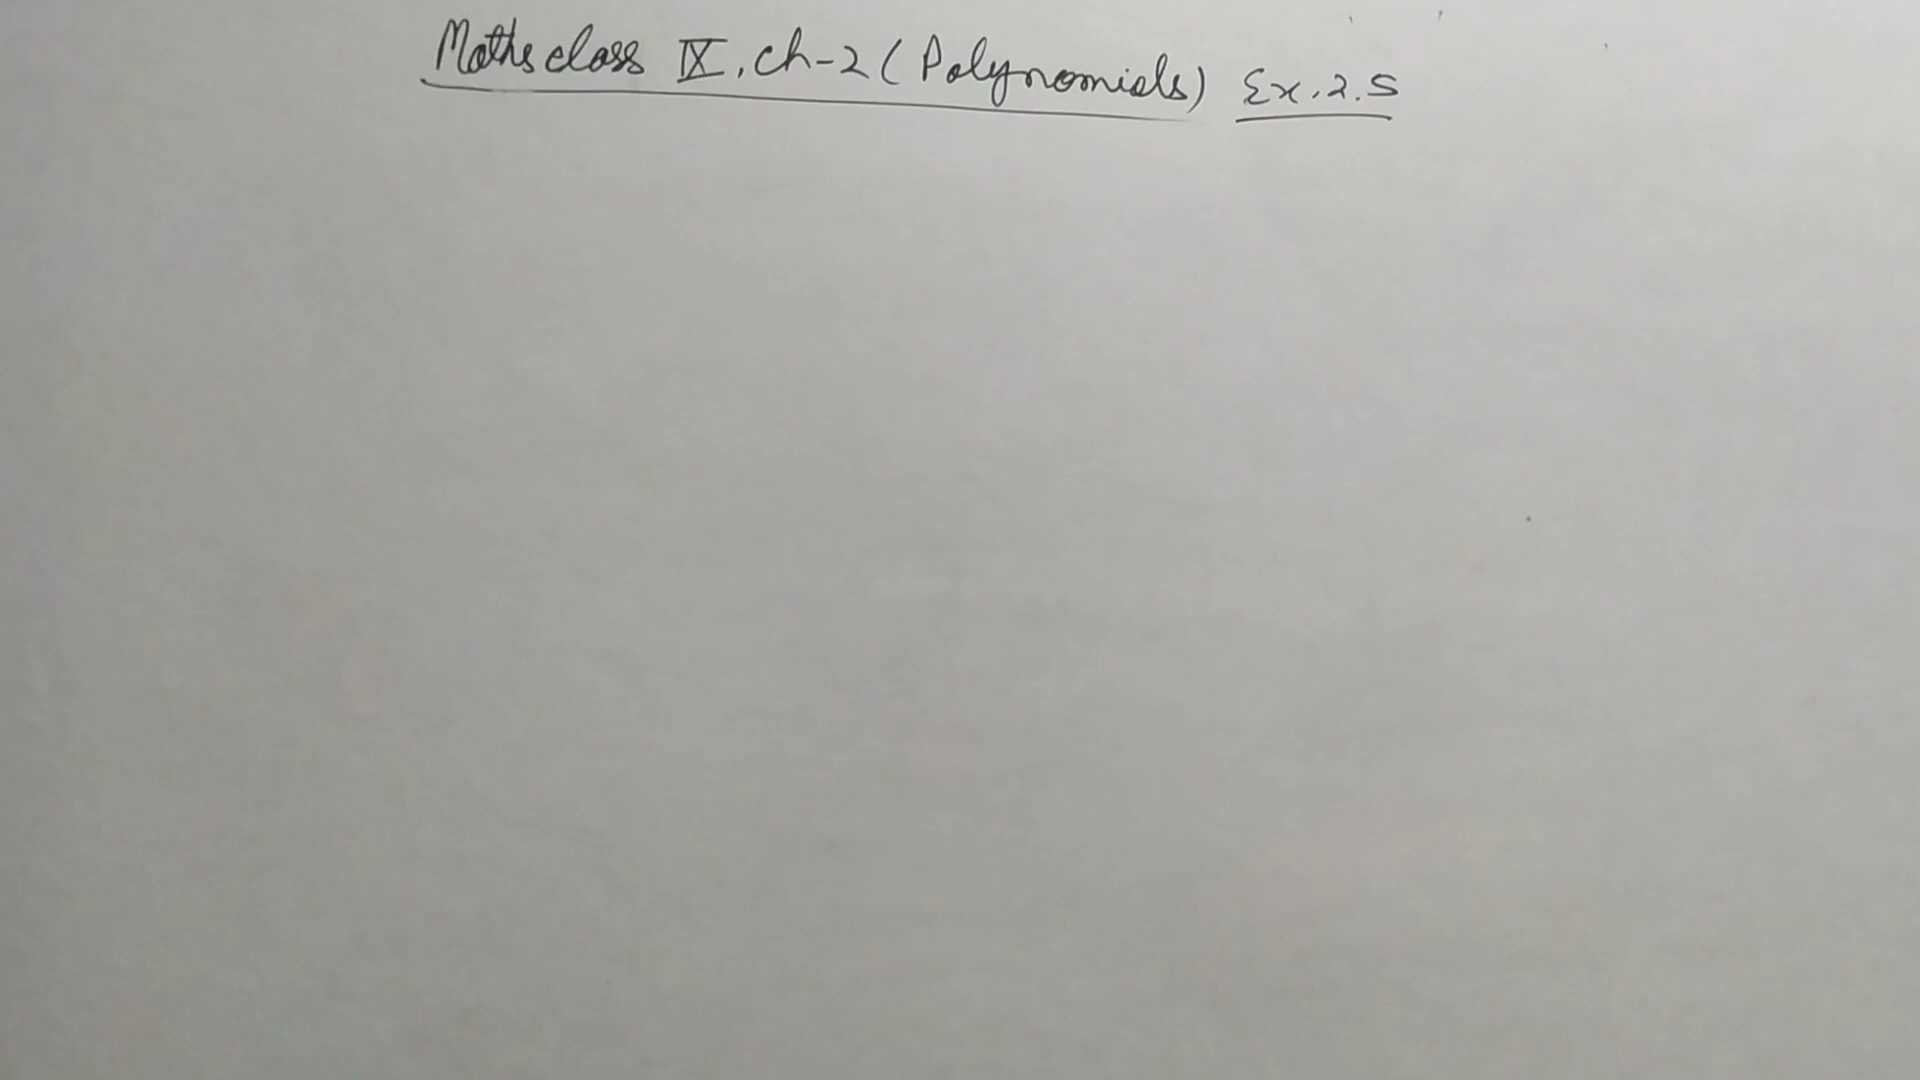 Maths class IX, ch-2 (Polynomials) Ex. 2.5